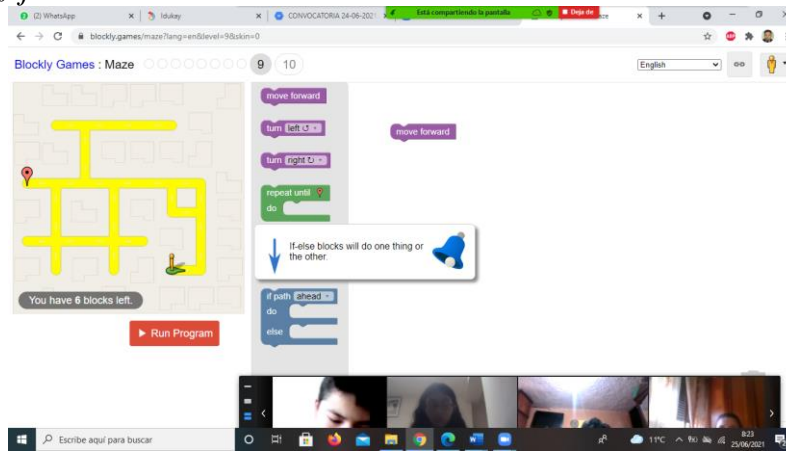 (2) WhatsApp
Idukay
CONVOCATORIA 24-06-2021
Está compartiendo la pantalla
Deja de
blockly.games/maze?lang=en&level=9&skin=0
Blockly Games : Maze
9
10
English
move forward
turn left
turn right
repeat until
do
move forward
If-else blocks will do one thing or
the other.
if path ahead
do
else
You have 6 blocks left.
Run Program
Escribe aquí para buscar
11°C
8:23
25/06/2021